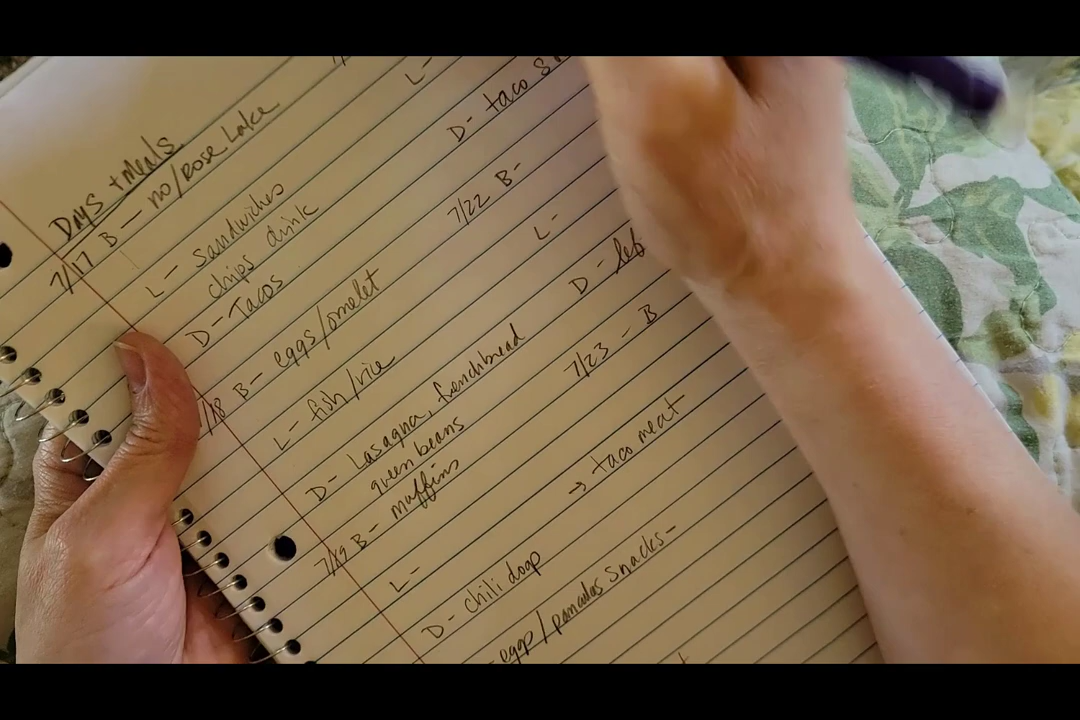 Days + Meals
7/17 B - no/Rose Lake
L - sandwiches
chips drink
D - Tacos
7/18 B - eggs/omelet
L - fish/rice
D - Lasagna, frenchbread
green beans
7/19 B - muffins
L -
D - chili dogs
eggs/pancakes snacks -
L -
D - taco
7/22 B -
L -
D - lef
7/23 - B
→ taco meat